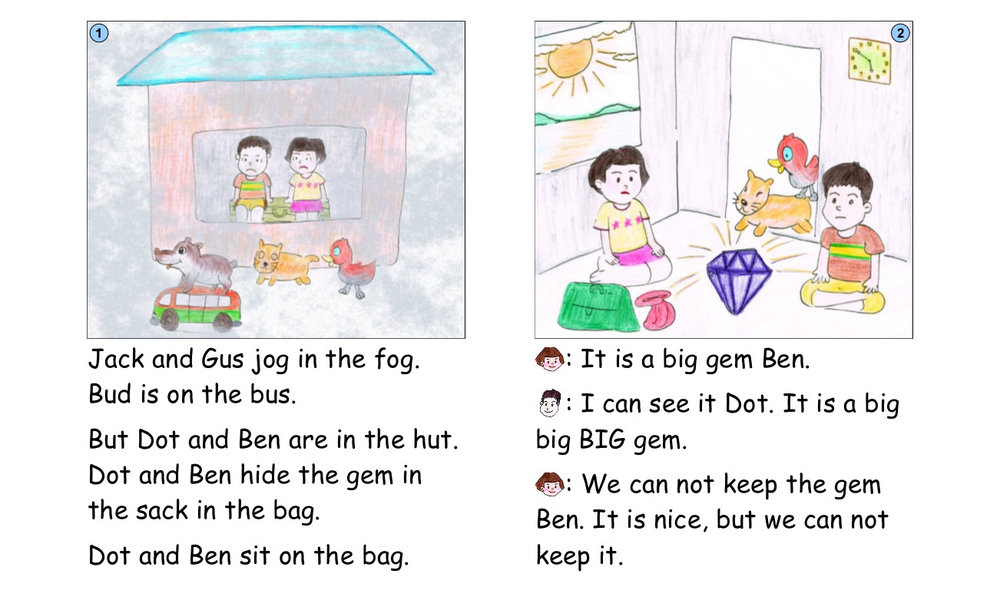 1
Jack and Gus jog in the fog.
Bud is on the bus.
But Dot and Ben are in the hut.
Dot and Ben hide the gem in
the sack in the bag.
Dot and Ben sit on the bag.
2
: It is a big gem Ben.
: I can see it Dot. It is a big
big BIG gem.
: We can not keep the gem
Ben. It is nice, but we can not
keep it.